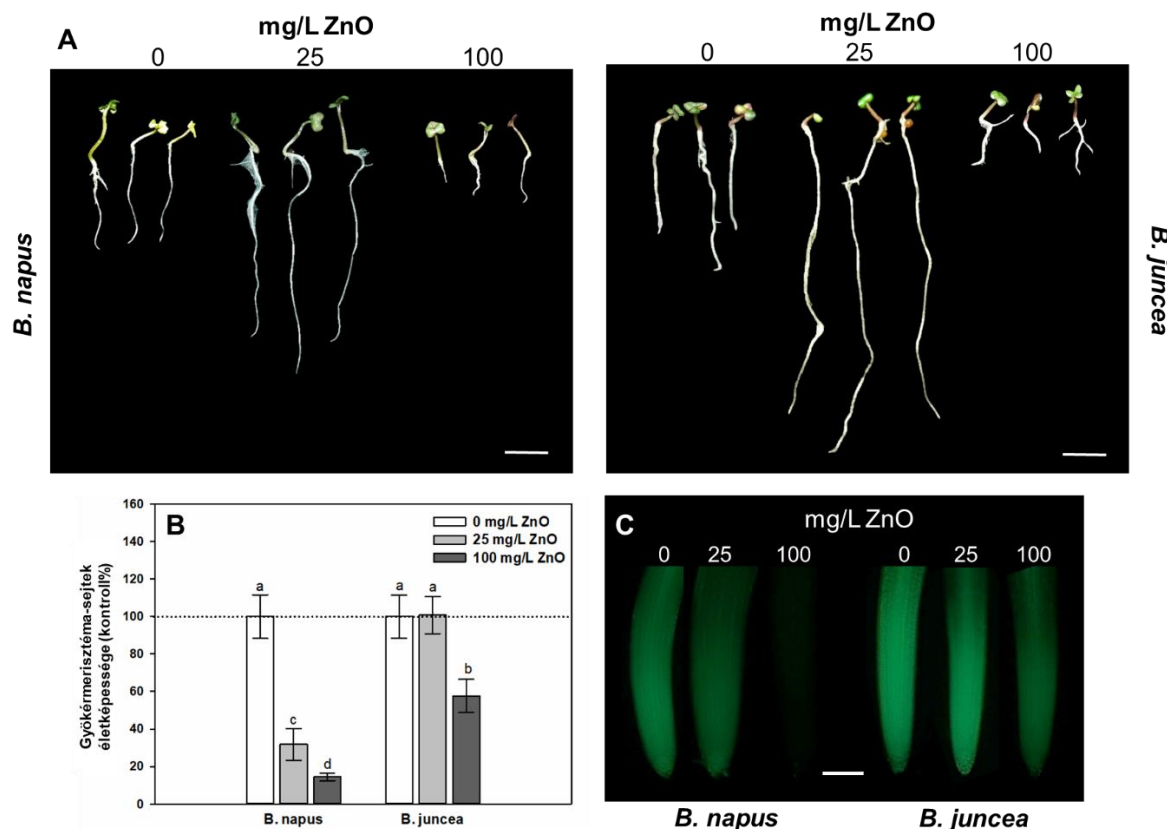 A
mg/L ZnO
0 25 100
B. napus
mg/L ZnO
0 25 100
B. juncea
B
160
140
120
100
80
60
40
20
0
Gyökérmerisztéma-sejtek
életképessége (kontroll%)
0 mg/L ZnO
25 mg/L ZnO
100 mg/L ZnO
a
c
d
a
a
b
B. napus B. juncea
C
mg/L ZnO
0 25 100 0 25 100
B. napus B. juncea